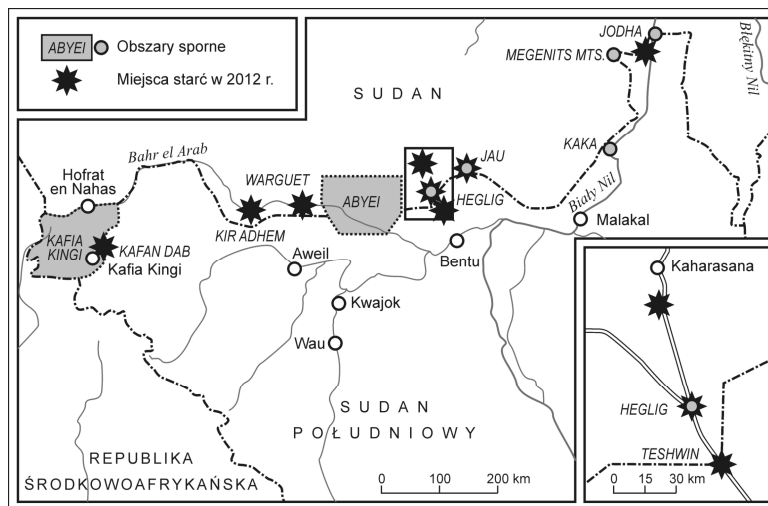 ABYEI Obszary sporne
Miejsca starć w 2012 r.
SUDAN
JODHA
MEGENITS MTS.
Błękitny Nil
Bahr el Arab
Hofrat
en Nahas
WARGUET
ABYEI
JAU
KAKA
HEGLIG
Biały Nil
KAFIA
KINGI
KAFAN DAB
Kafia Kingi
KIR ADHEM
Aweil
Bentu
Malakal
Kwajok
Wau
SUDAN
POŁUDNIOWY
REPUBLIKA
ŚRODKOWOAFRYKAŃSKA
0 100 200 km
Kaharasana
HEGLIG
TESHWIN
0 15 30 km